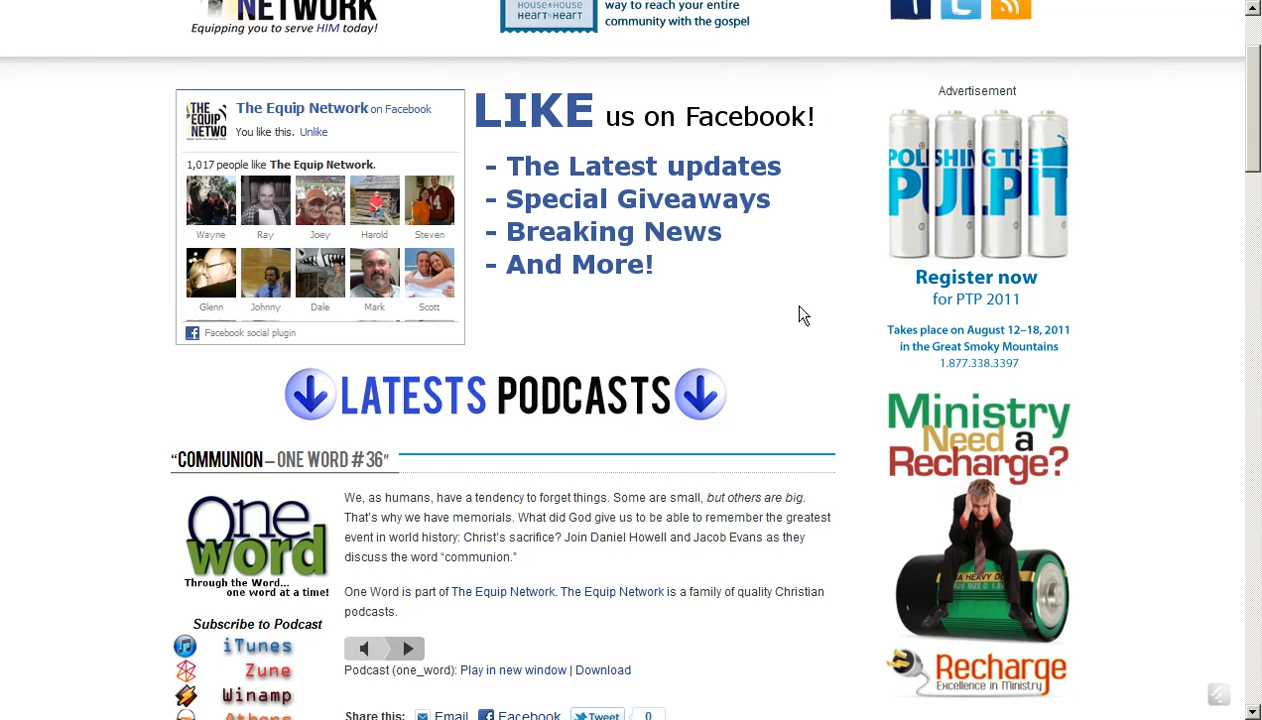 NETWORK
Equipping you to serve HIM today!
HOUSE HOUSE
HEART HEART
way to reach your entire
community with the gospel
The Equip Network on Facebook
You like this. Unlike
THE
EQUIP
NETWO
1,017 people like The Equip Network.
Wayne Ray Joey Harold Steven
Glenn Johnny Dale Mark Scott
Facebook social plugin
LIKE us on Facebook!
- The Latest updates
- Special Giveaways
- Breaking News
- And More!
LATESTS PODCASTS
“COMMUNION – ONE WORD #36”
One
word
Through the Word...
one word at a time!
Subscribe to Podcast
iTunes
Zune
Winamp
We, as humans, have a tendency to forget things. Some are small, but others are big.
That’s why we have memorials. What did God give us to be able to remember the greatest
event in world history: Christ’s sacrifice? Join Daniel Howell and Jacob Evans as they
discuss the word “communion.”
One Word is part of The Equip Network. The Equip Network is a family of quality Christian
podcasts.
Podcast (one_word): Play in new window | Download
Share this: Email Facebook Tweet 0
Advertisement
POLISHING THE
PULPIT
Register now
for PTP 2011
Takes place on August 12–18, 2011
in the Great Smoky Mountains
1.877.338.3397
Ministry
Need a
Recharge?
Recharge
Excellence in Ministry